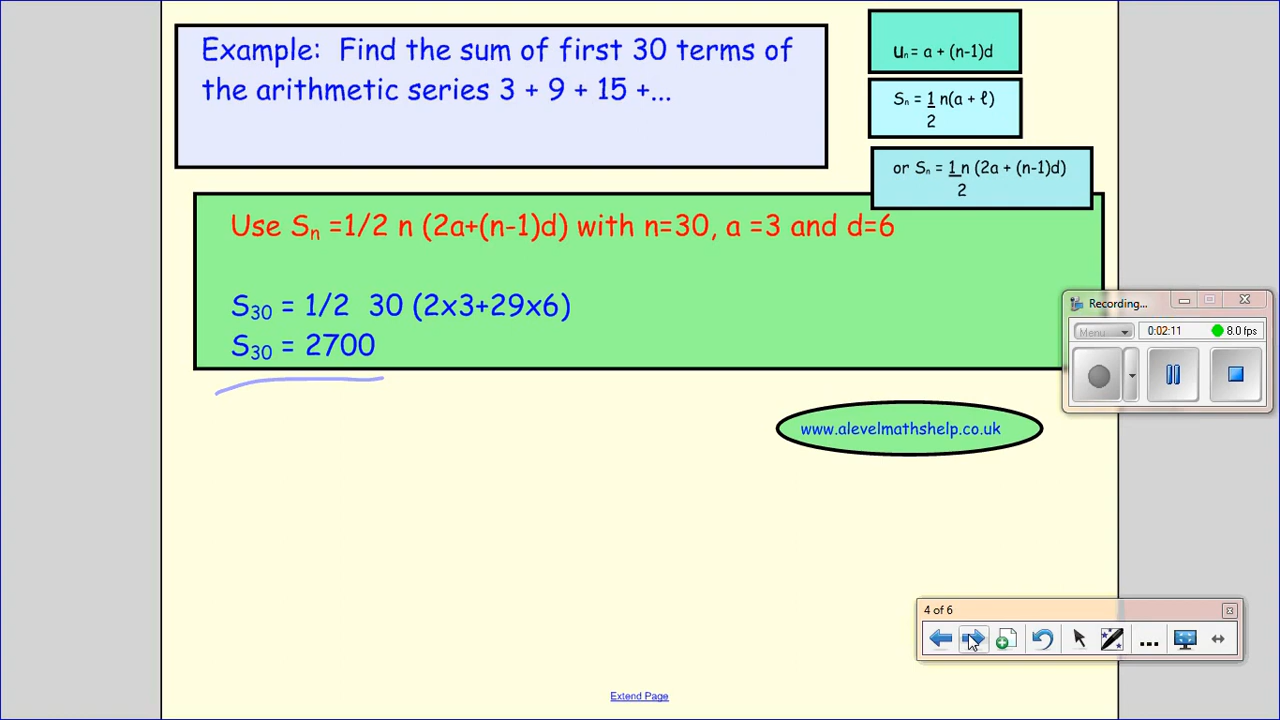 Example: Find the sum of first 30 terms of
the arithmetic series 3 + 9 + 15 +...
uₙ = a + (n-1)d
Sₙ = 1 n(a + ℓ)
2
or Sₙ = 1 n (2a + (n-1)d)
2
Use Sₙ =1/2 n (2a+(n-1)d) with n=30, a =3 and d=6
S₃₀ = 1/2 30 (2x3+29x6)
S₃₀ = 2700
Recording...
Menu
0:02:11
8.0 fps
www.alevelmathshelp.co.uk
4 of 6
...
Extend Page